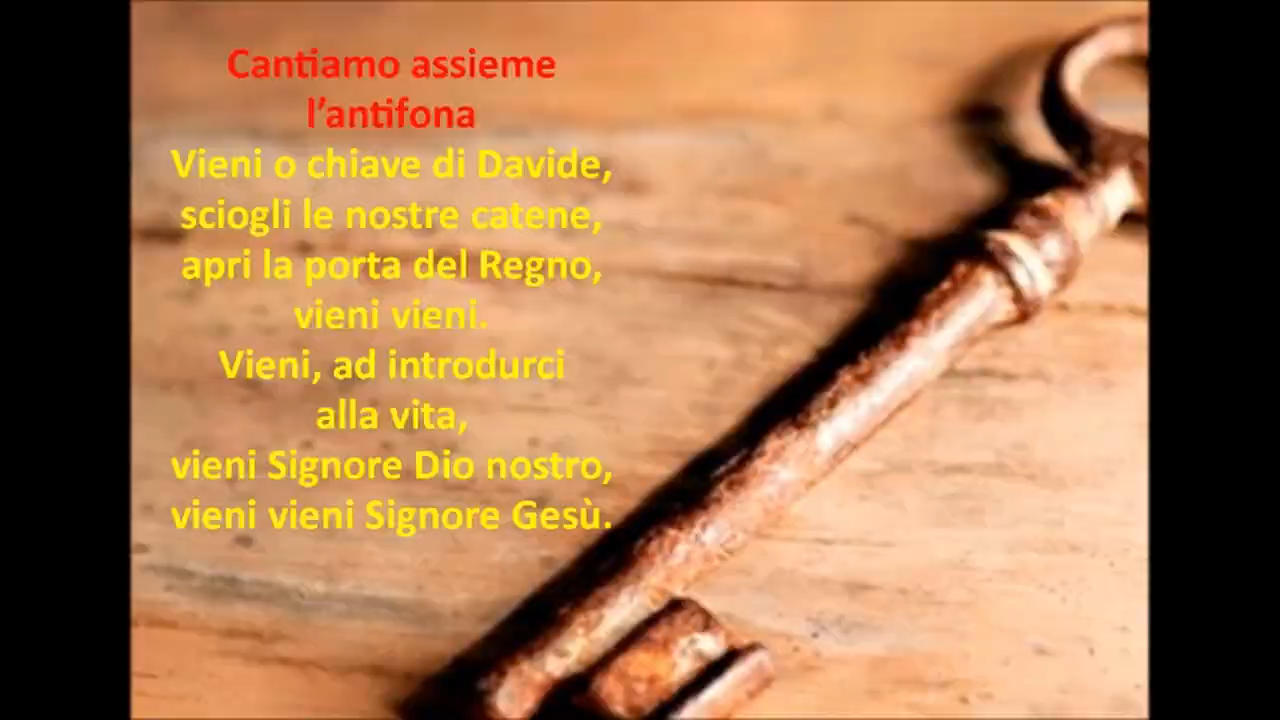 Cantiamo assieme
l’antifona
Vieni o chiave di Davide,
sciogli le nostre catene,
apri la porta del Regno,
vieni vieni.
Vieni, ad introdurci
alla vita,
vieni Signore Dio nostro,
vieni vieni Signore Gesù.